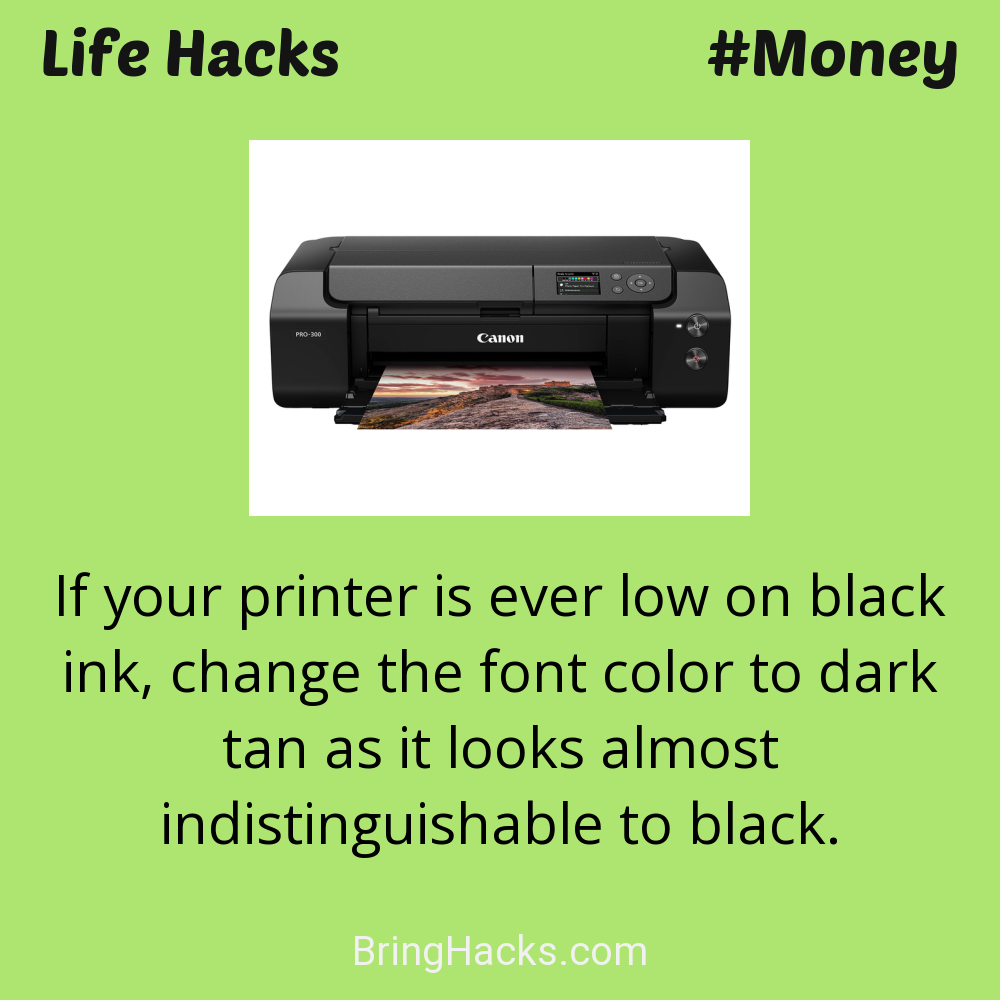 Life Hacks
#Money
PRO-300
Canon
If your printer is ever low on black
ink, change the font color to dark
tan as it looks almost
indistinguishable to black.
BringHacks.com